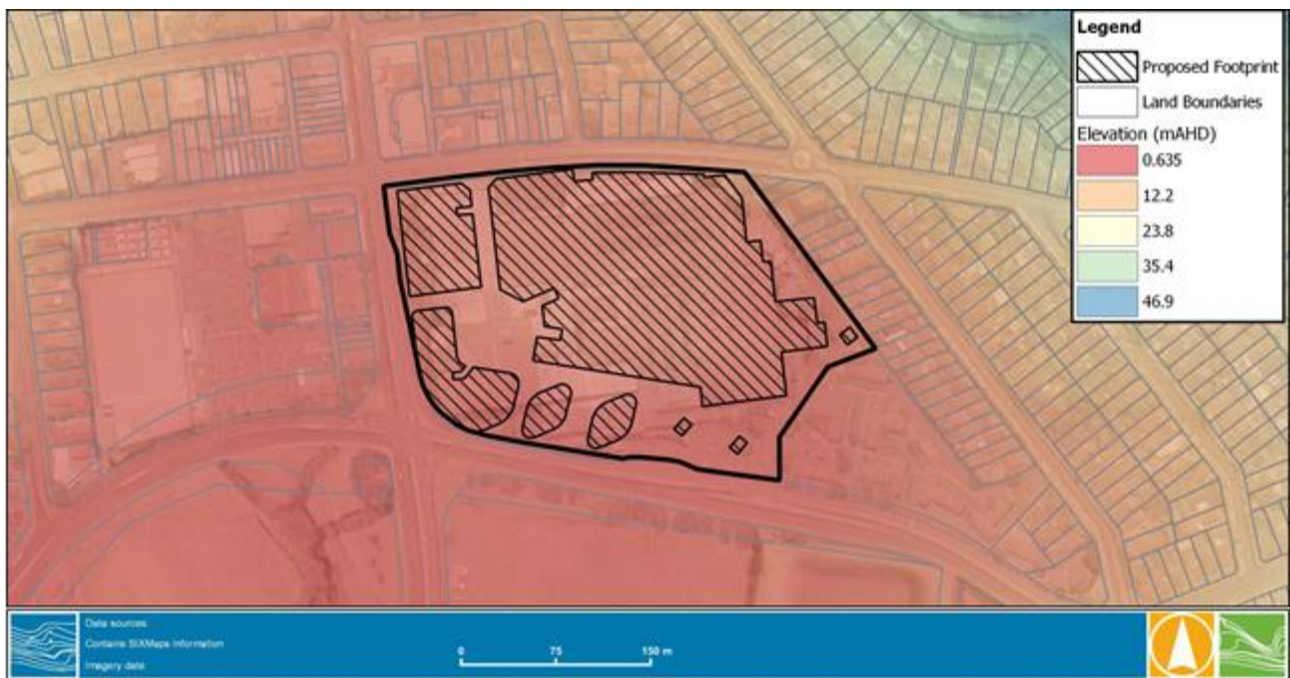 Legend
Proposed Footprint
Land Boundaries
Elevation (mAHD)
0.635
12.2
23.8
35.4
46.9
Data sources
Contains SIXMaps Information
Imagery date
0 75 150 m